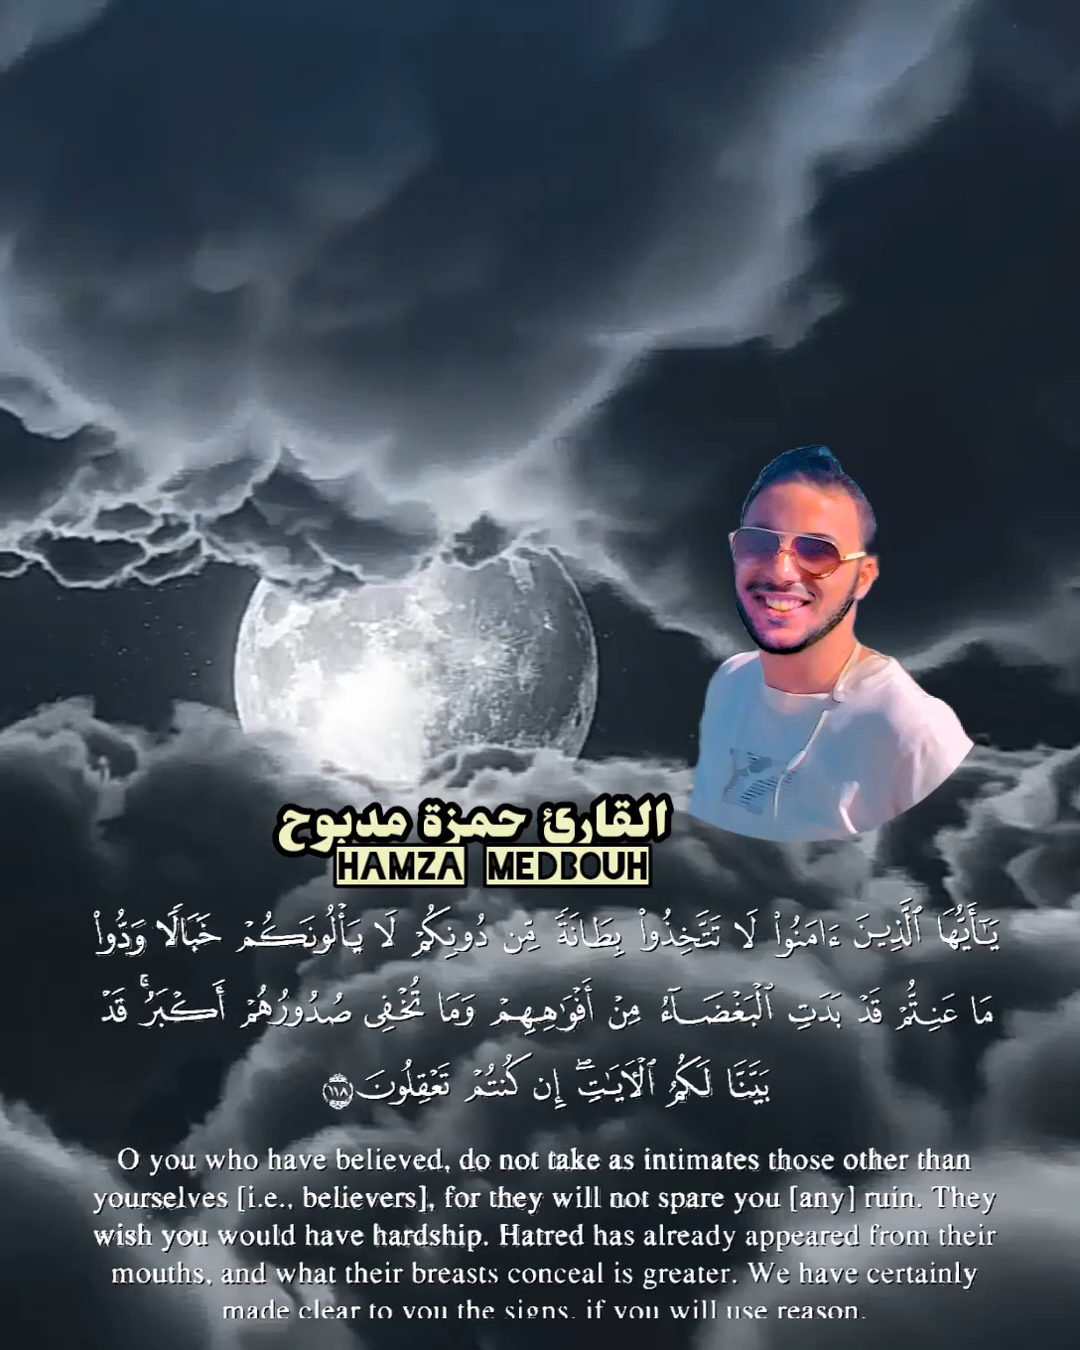 القارئ حمزة مدبوح
HAMZA MEDBOUH
يَـٰٓأَيُّهَا ٱلَّذِينَ ءَامَنُوا۟ لَا تَتَّخِذُوا۟ بِطَانَةً مِّن دُونِكُمْ لَا يَأْلُونَكُمْ خَبَالًا وَدُّوا۟
مَا عَنِتُّمْ قَدْ بَدَتِ ٱلْبَغْضَآءُ مِنْ أَفْوَٰهِهِمْ وَمَا تُخْفِى صُدُورُهُمْ أَكْبَرُ ۚ قَدْ
بَيَّنَّا لَكُمُ ٱلْـَٔايَـٰتِ ۖ إِن كُنتُمْ تَعْقِلُونَ ١١٨
O you who have believed, do not take as intimates those other than
yourselves [i.e., believers], for they will not spare you [any] ruin. They
wish you would have hardship. Hatred has already appeared from their
mouths, and what their breasts conceal is greater. We have certainly
made clear to you the signs, if you will use reason.